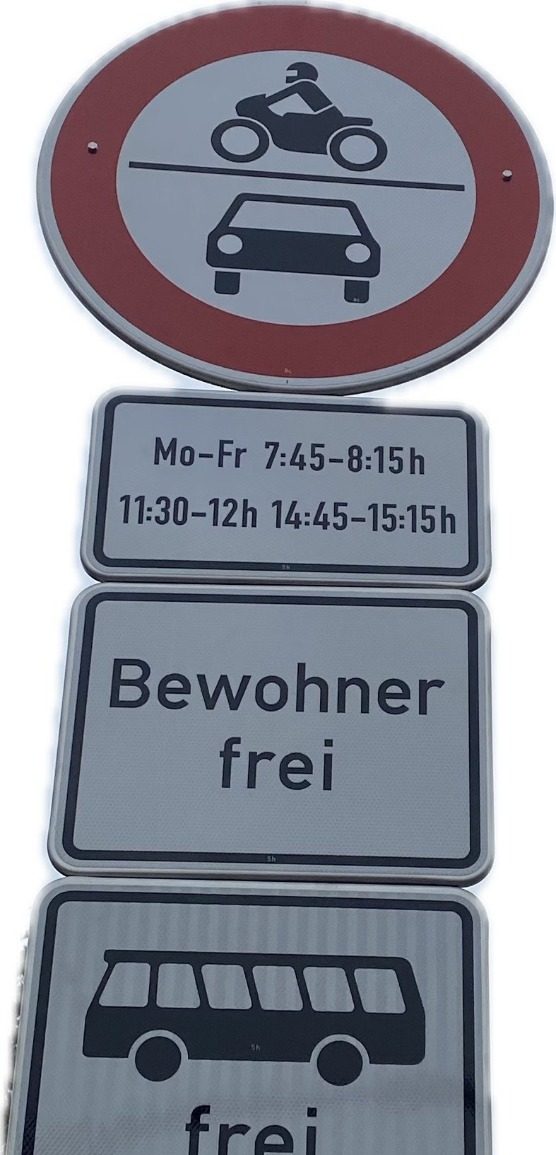 Mo-Fr 7:45-8:15h
11:30-12h 14:45-15:15h
Bewohner
frei
frei